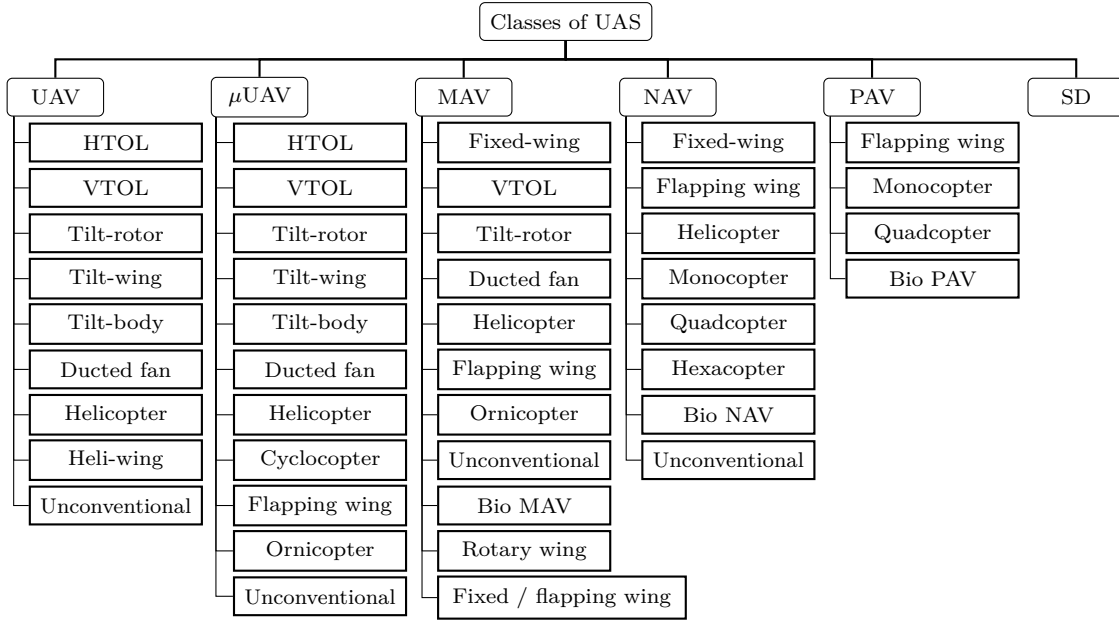 Classes of UAS
UAV
HTOL
VTOL
Tilt-rotor
Tilt-wing
Tilt-body
Ducted fan
Helicopter
Heli-wing
Unconventional
μUAV
HTOL
VTOL
Tilt-rotor
Tilt-wing
Tilt-body
Ducted fan
Helicopter
Cyclocopter
Flapping wing
Ornicopter
Unconventional
MAV
Fixed-wing
VTOL
Tilt-rotor
Ducted fan
Helicopter
Flapping wing
Ornicopter
Unconventional
Bio MAV
Rotary wing
Fixed / flapping wing
NAV
Fixed-wing
Flapping wing
Helicopter
Monocopter
Quadcopter
Hexacopter
Bio NAV
Unconventional
PAV
Flapping wing
Monocopter
Quadcopter
Bio PAV
SD